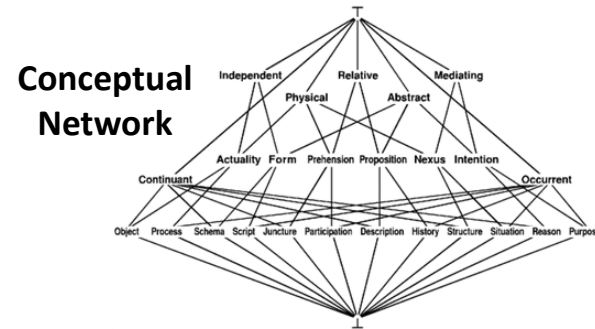 ⊤
Conceptual
Network
Independent Relative Mediating
Physical Abstract
Actuality Form Prehension Proposition Nexus Intention
Continuant Occurrent
Object Process Schema Script Juncture Participation Description History Structure Situation Reason Purpos
⊥